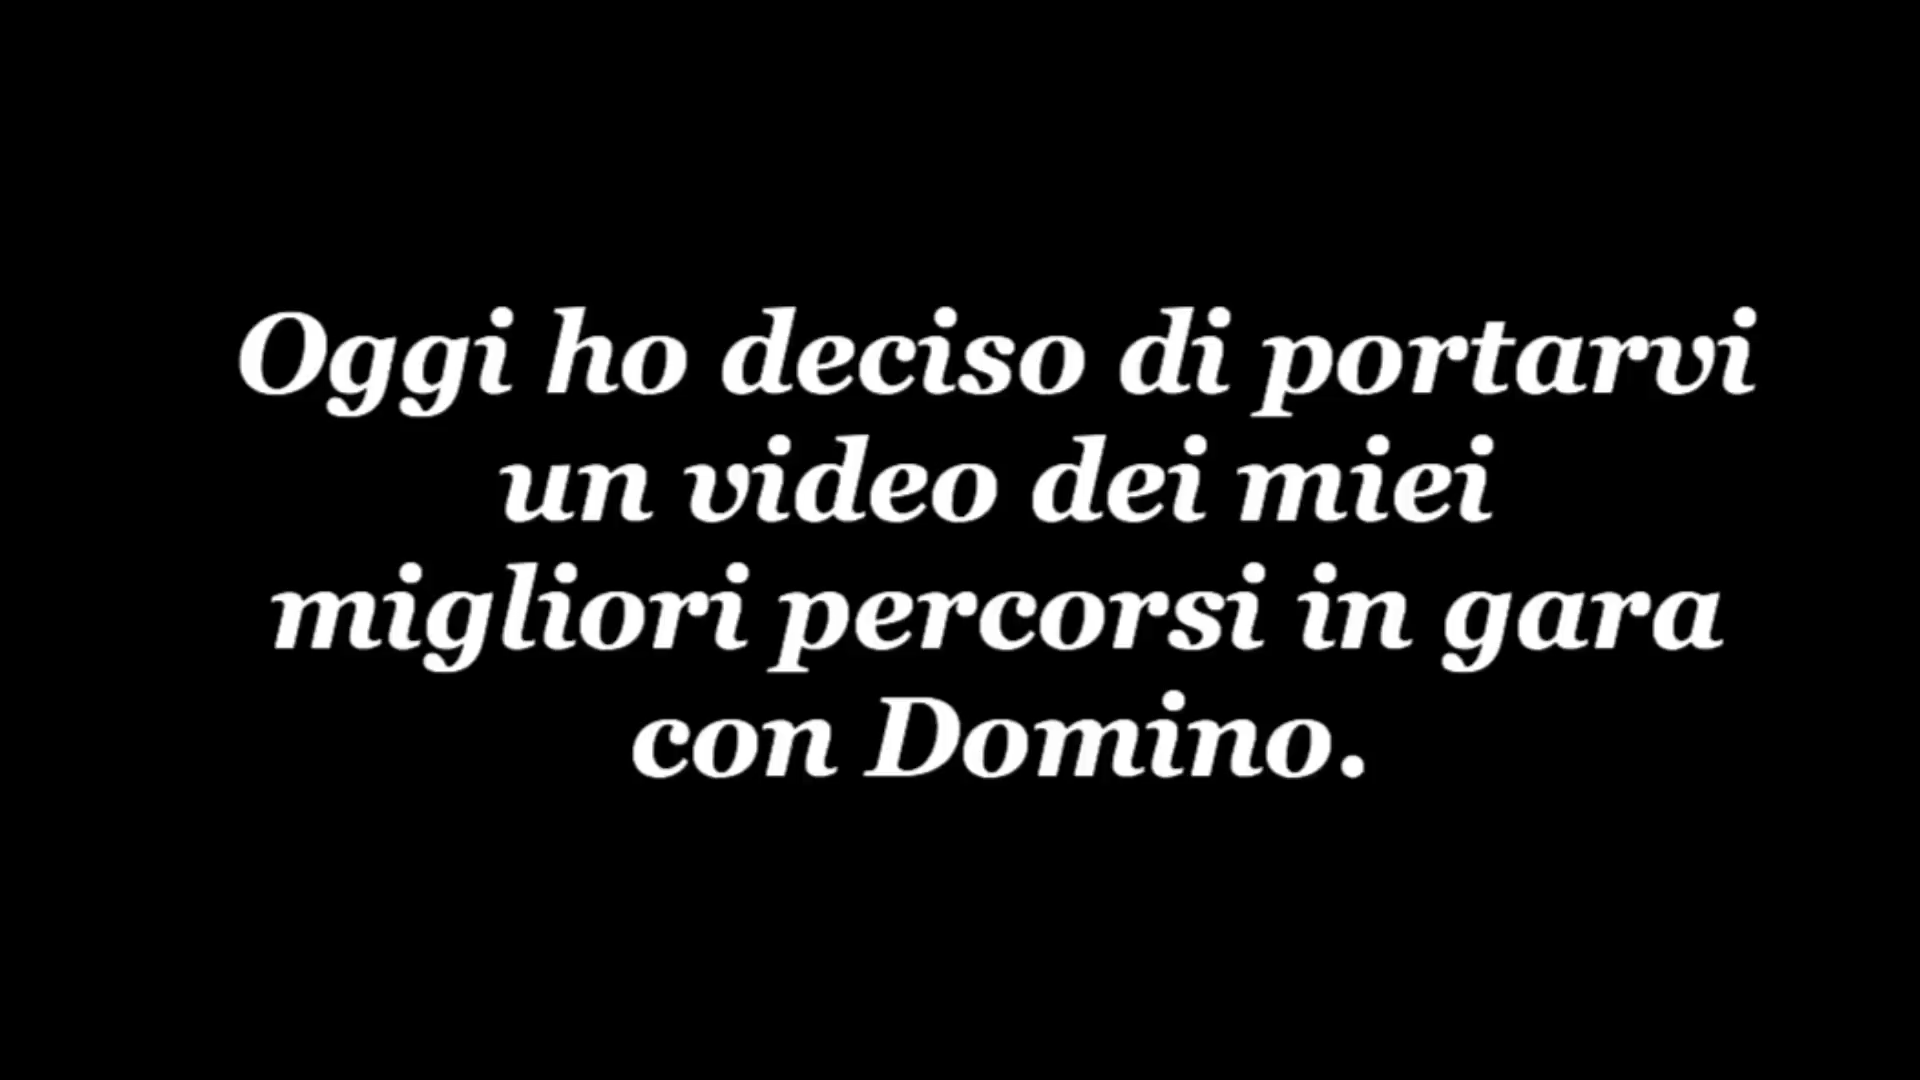 Oggi ho deciso di portarvi
un video dei miei
migliori percorsi in gara
con Domino.